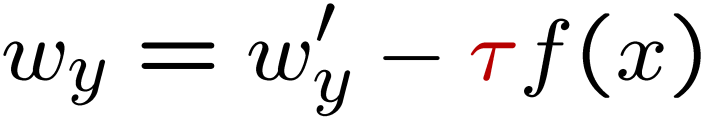 w_y = w'_y − τf(x)